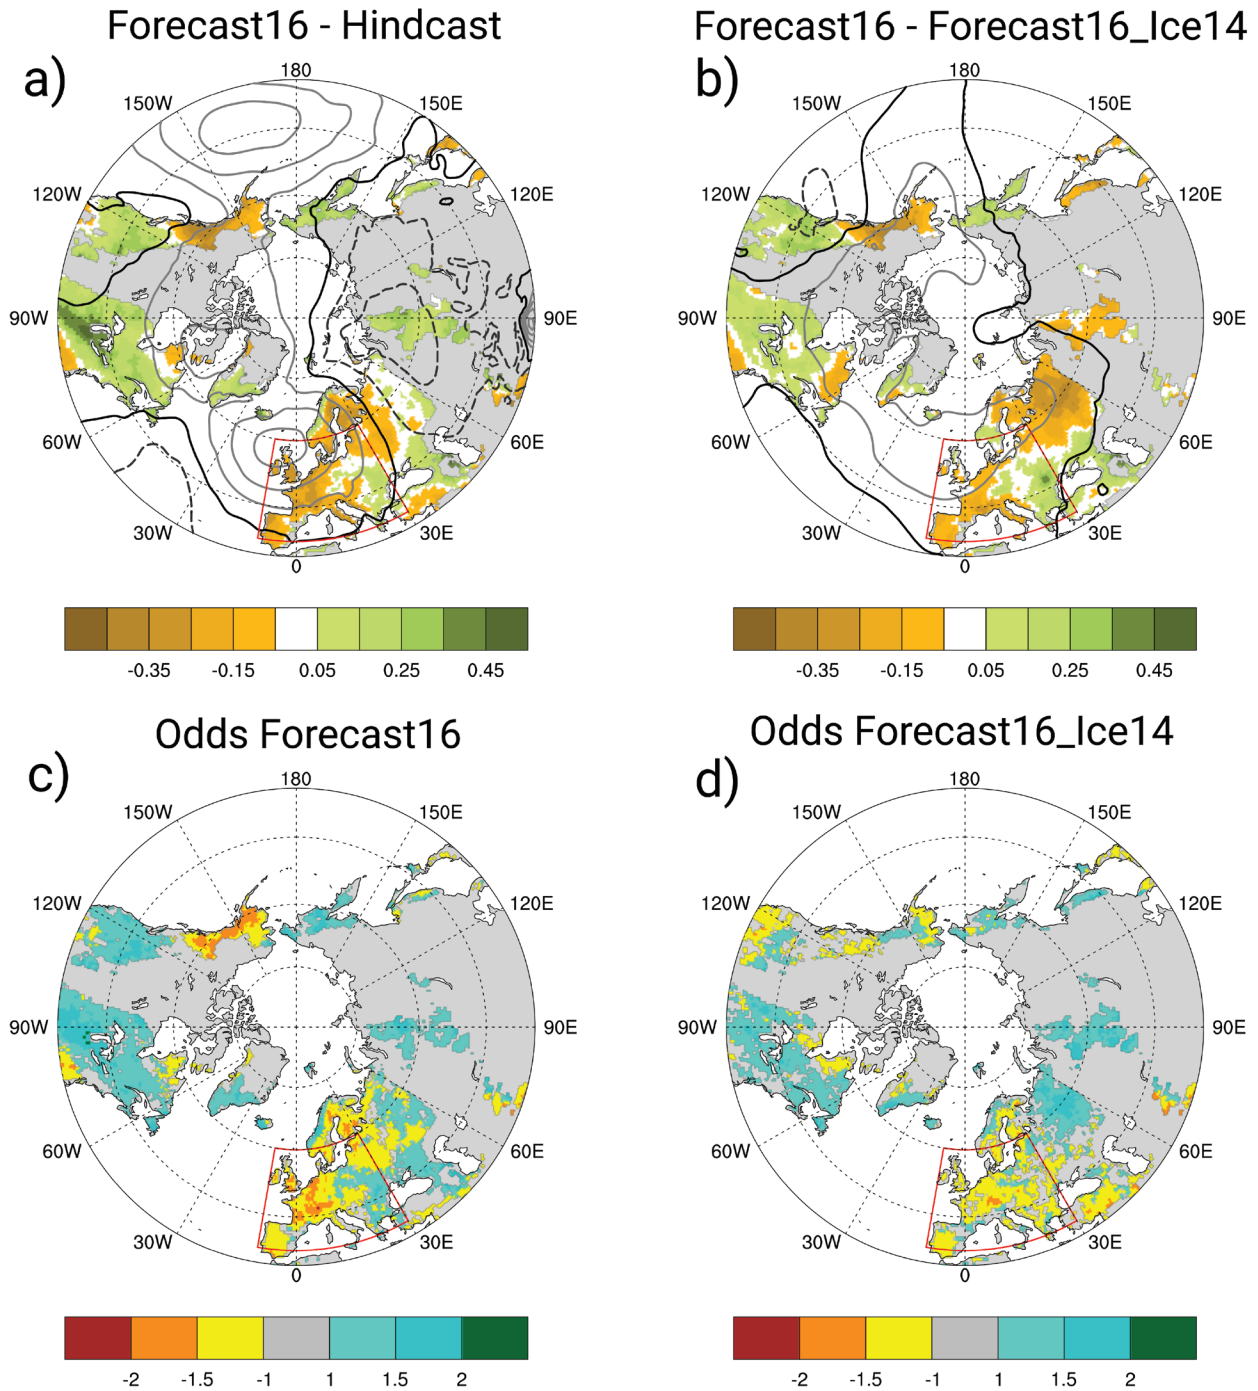 Forecast16 - Hindcast
Forecast16 - Forecast16_Ice14
a)
b)
180
150W
150E
120W
120E
90W
90E
60W
60E
30W
30E
0
180
150W
150E
120W
120E
90W
90E
60W
60E
30W
30E
0
-0.35 -0.15 0.05 0.25 0.45
-0.35 -0.15 0.05 0.25 0.45
Odds Forecast16
Odds Forecast16_Ice14
c)
d)
180
150W
150E
120W
120E
90W
90E
60W
60E
30W
30E
0
180
150W
150E
120W
120E
90W
90E
60W
60E
30W
30E
0
-2 -1.5 -1 1 1.5 2
-2 -1.5 -1 1 1.5 2